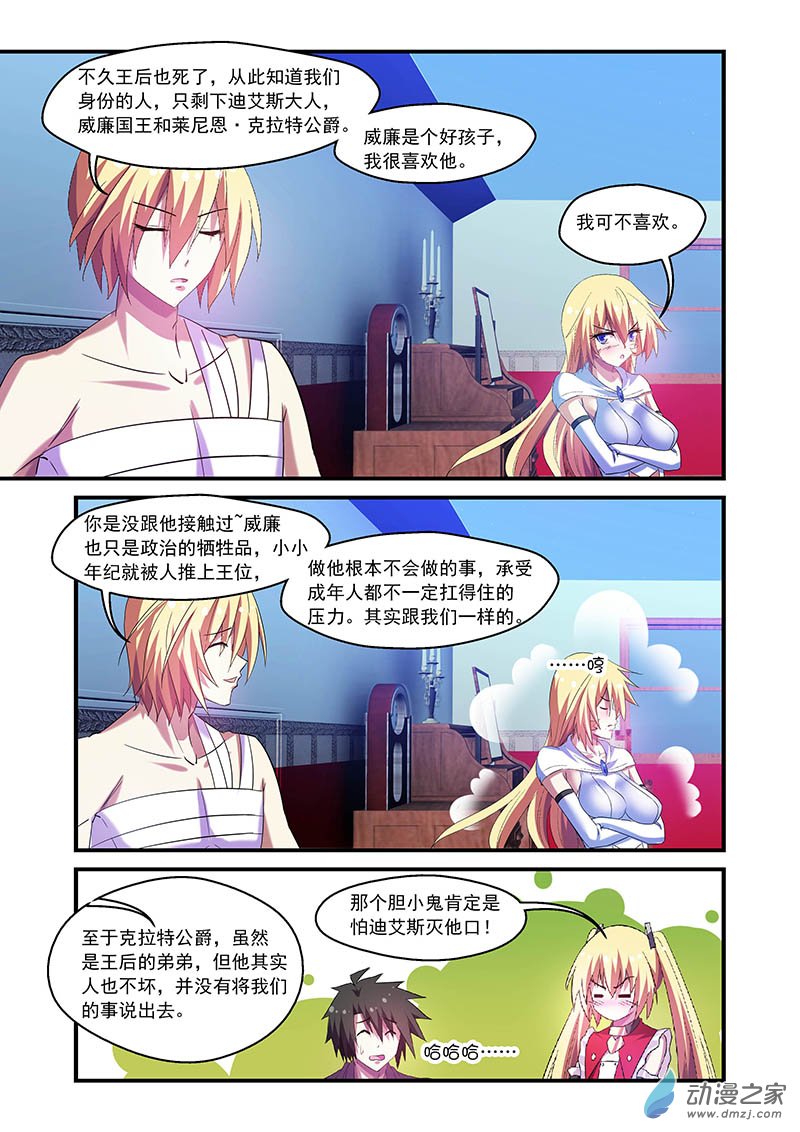 不久王后也死了，从此知道我们
身份的人，只剩下迪艾斯大人，
威廉国王和莱尼恩·克拉特公爵。
威廉是个好孩子，
我很喜欢他。
我可不喜欢。
你是没跟他接触过~威廉
也只是政治的牺牲品，小小
年纪就被人推上王位，
做他根本不会做的事，承受
成年人都不一定扛得住的
压力。其实跟我们一样的。
……哼
至于克拉特公爵，虽然
是王后的弟弟，但他其实
人也不坏，并没有将我们
的事说出去。
那个胆小鬼肯定是
怕迪艾斯灭他口！
哈哈哈……
动漫之家
www.dmzj.com